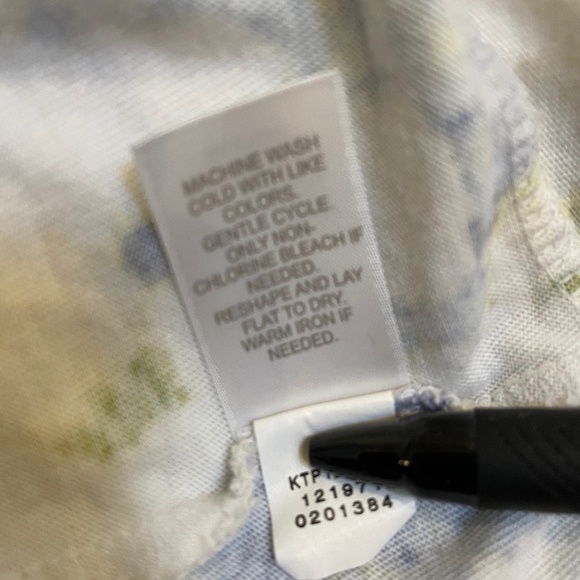 MACHINE WASH
COLD WITH LIKE
COLORS.
GENTLE CYCLE.
ONLY NON-
CHLORINE BLEACH IF
NEEDED.
RESHAPE AND LAY
FLAT TO DRY.
WARM IRON IF
NEEDED.
0201384